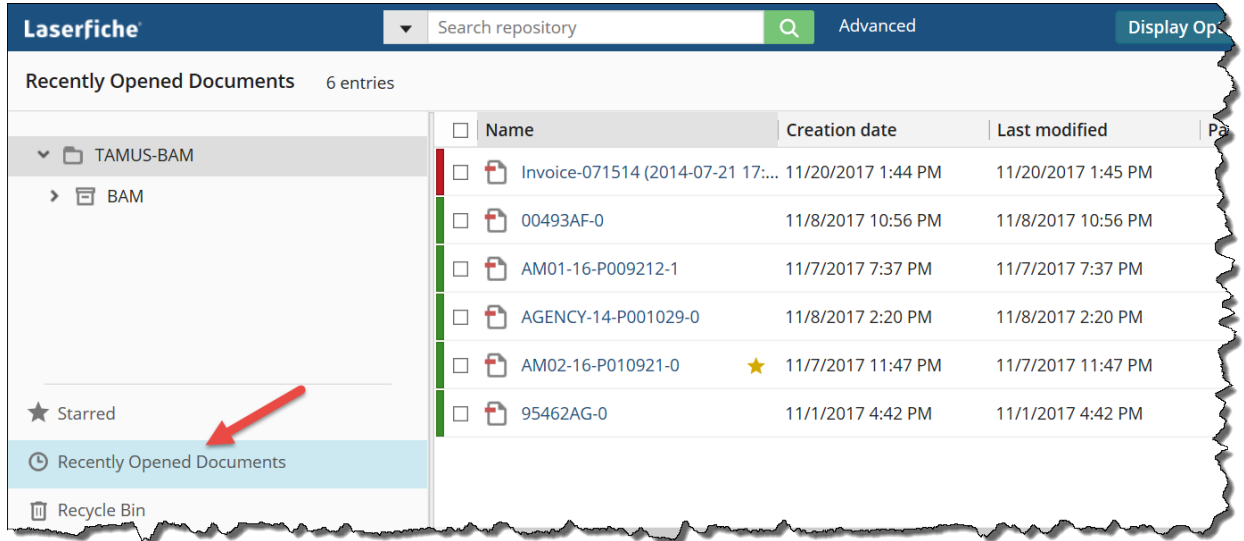 Laserfiche
Search repository
Advanced
Display Op
Recently Opened Documents 6 entries
Name Creation date Last modified Pa
TAMUS-BAM
BAM
Invoice-071514 (2014-07-21 17:... 11/20/2017 1:44 PM 11/20/2017 1:45 PM
00493AF-0 11/8/2017 10:56 PM 11/8/2017 10:56 PM
AM01-16-P009212-1 11/7/2017 7:37 PM 11/7/2017 7:37 PM
AGENCY-14-P001029-0 11/8/2017 2:20 PM 11/8/2017 2:20 PM
AM02-16-P010921-0 11/7/2017 11:47 PM 11/7/2017 11:47 PM
95462AG-0 11/1/2017 4:42 PM 11/1/2017 4:42 PM
Starred
Recently Opened Documents
Recycle Bin